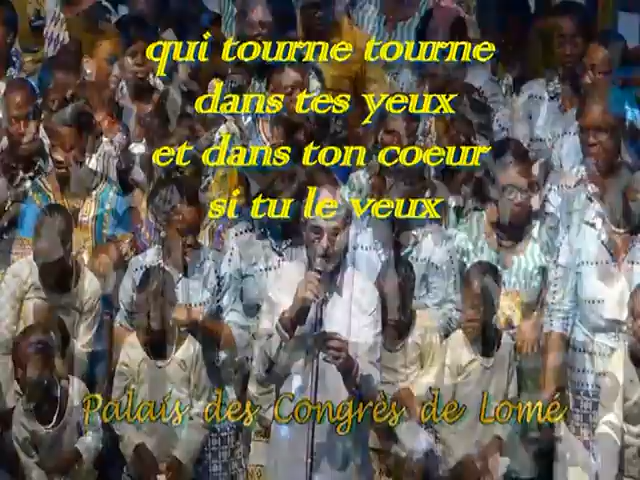 qui tourne tourne
dans tes yeux
et dans ton coeur
si tu le veux
Palais des Congrès de Lomé